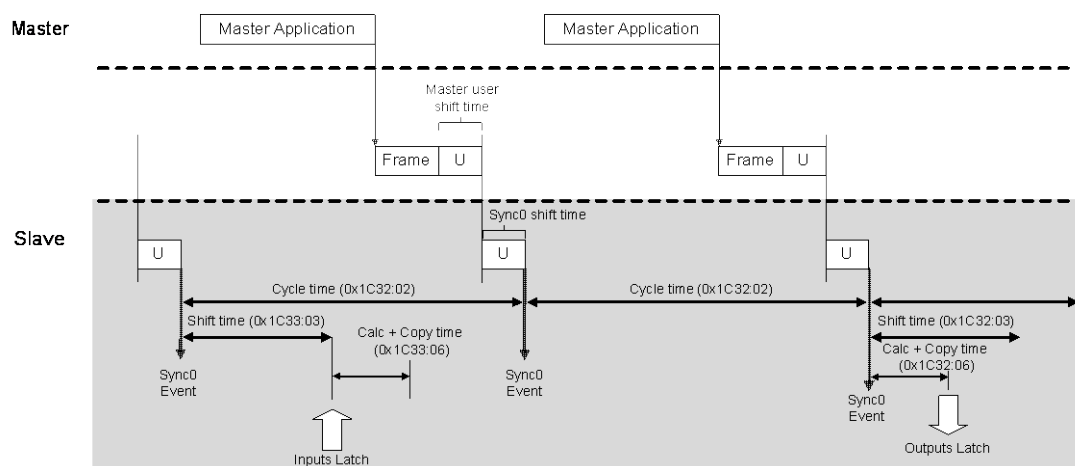 Master
Master Application
Master Application
Master user
shift time
Frame
U
Frame
U
Slave
Sync0 shift time
U
U
U
Cycle time (0x1C32:02)
Cycle time (0x1C32:02)
Shift time (0x1C33:03)
Shift time (0x1C32:03)
Calc + Copy time
(0x1C33:06)
Calc + Copy time
(0x1C32:06)
Sync0
Event
Sync0
Event
Sync0
Event
Inputs Latch
Outputs Latch